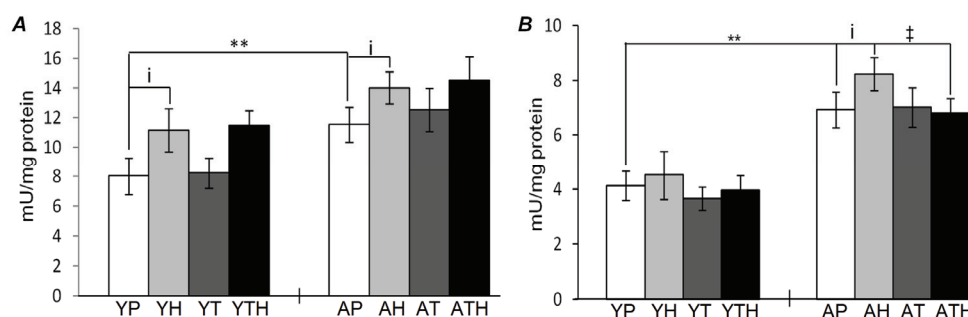 A
mU/mg protein
18
16
14
12
10
8
6
4
2
0
**
i
i
YP YH YT YTH AP AH AT ATH
B
mU/mg protein
10
8
6
4
2
0
**
i
‡
YP YH YT YTH AP AH AT ATH